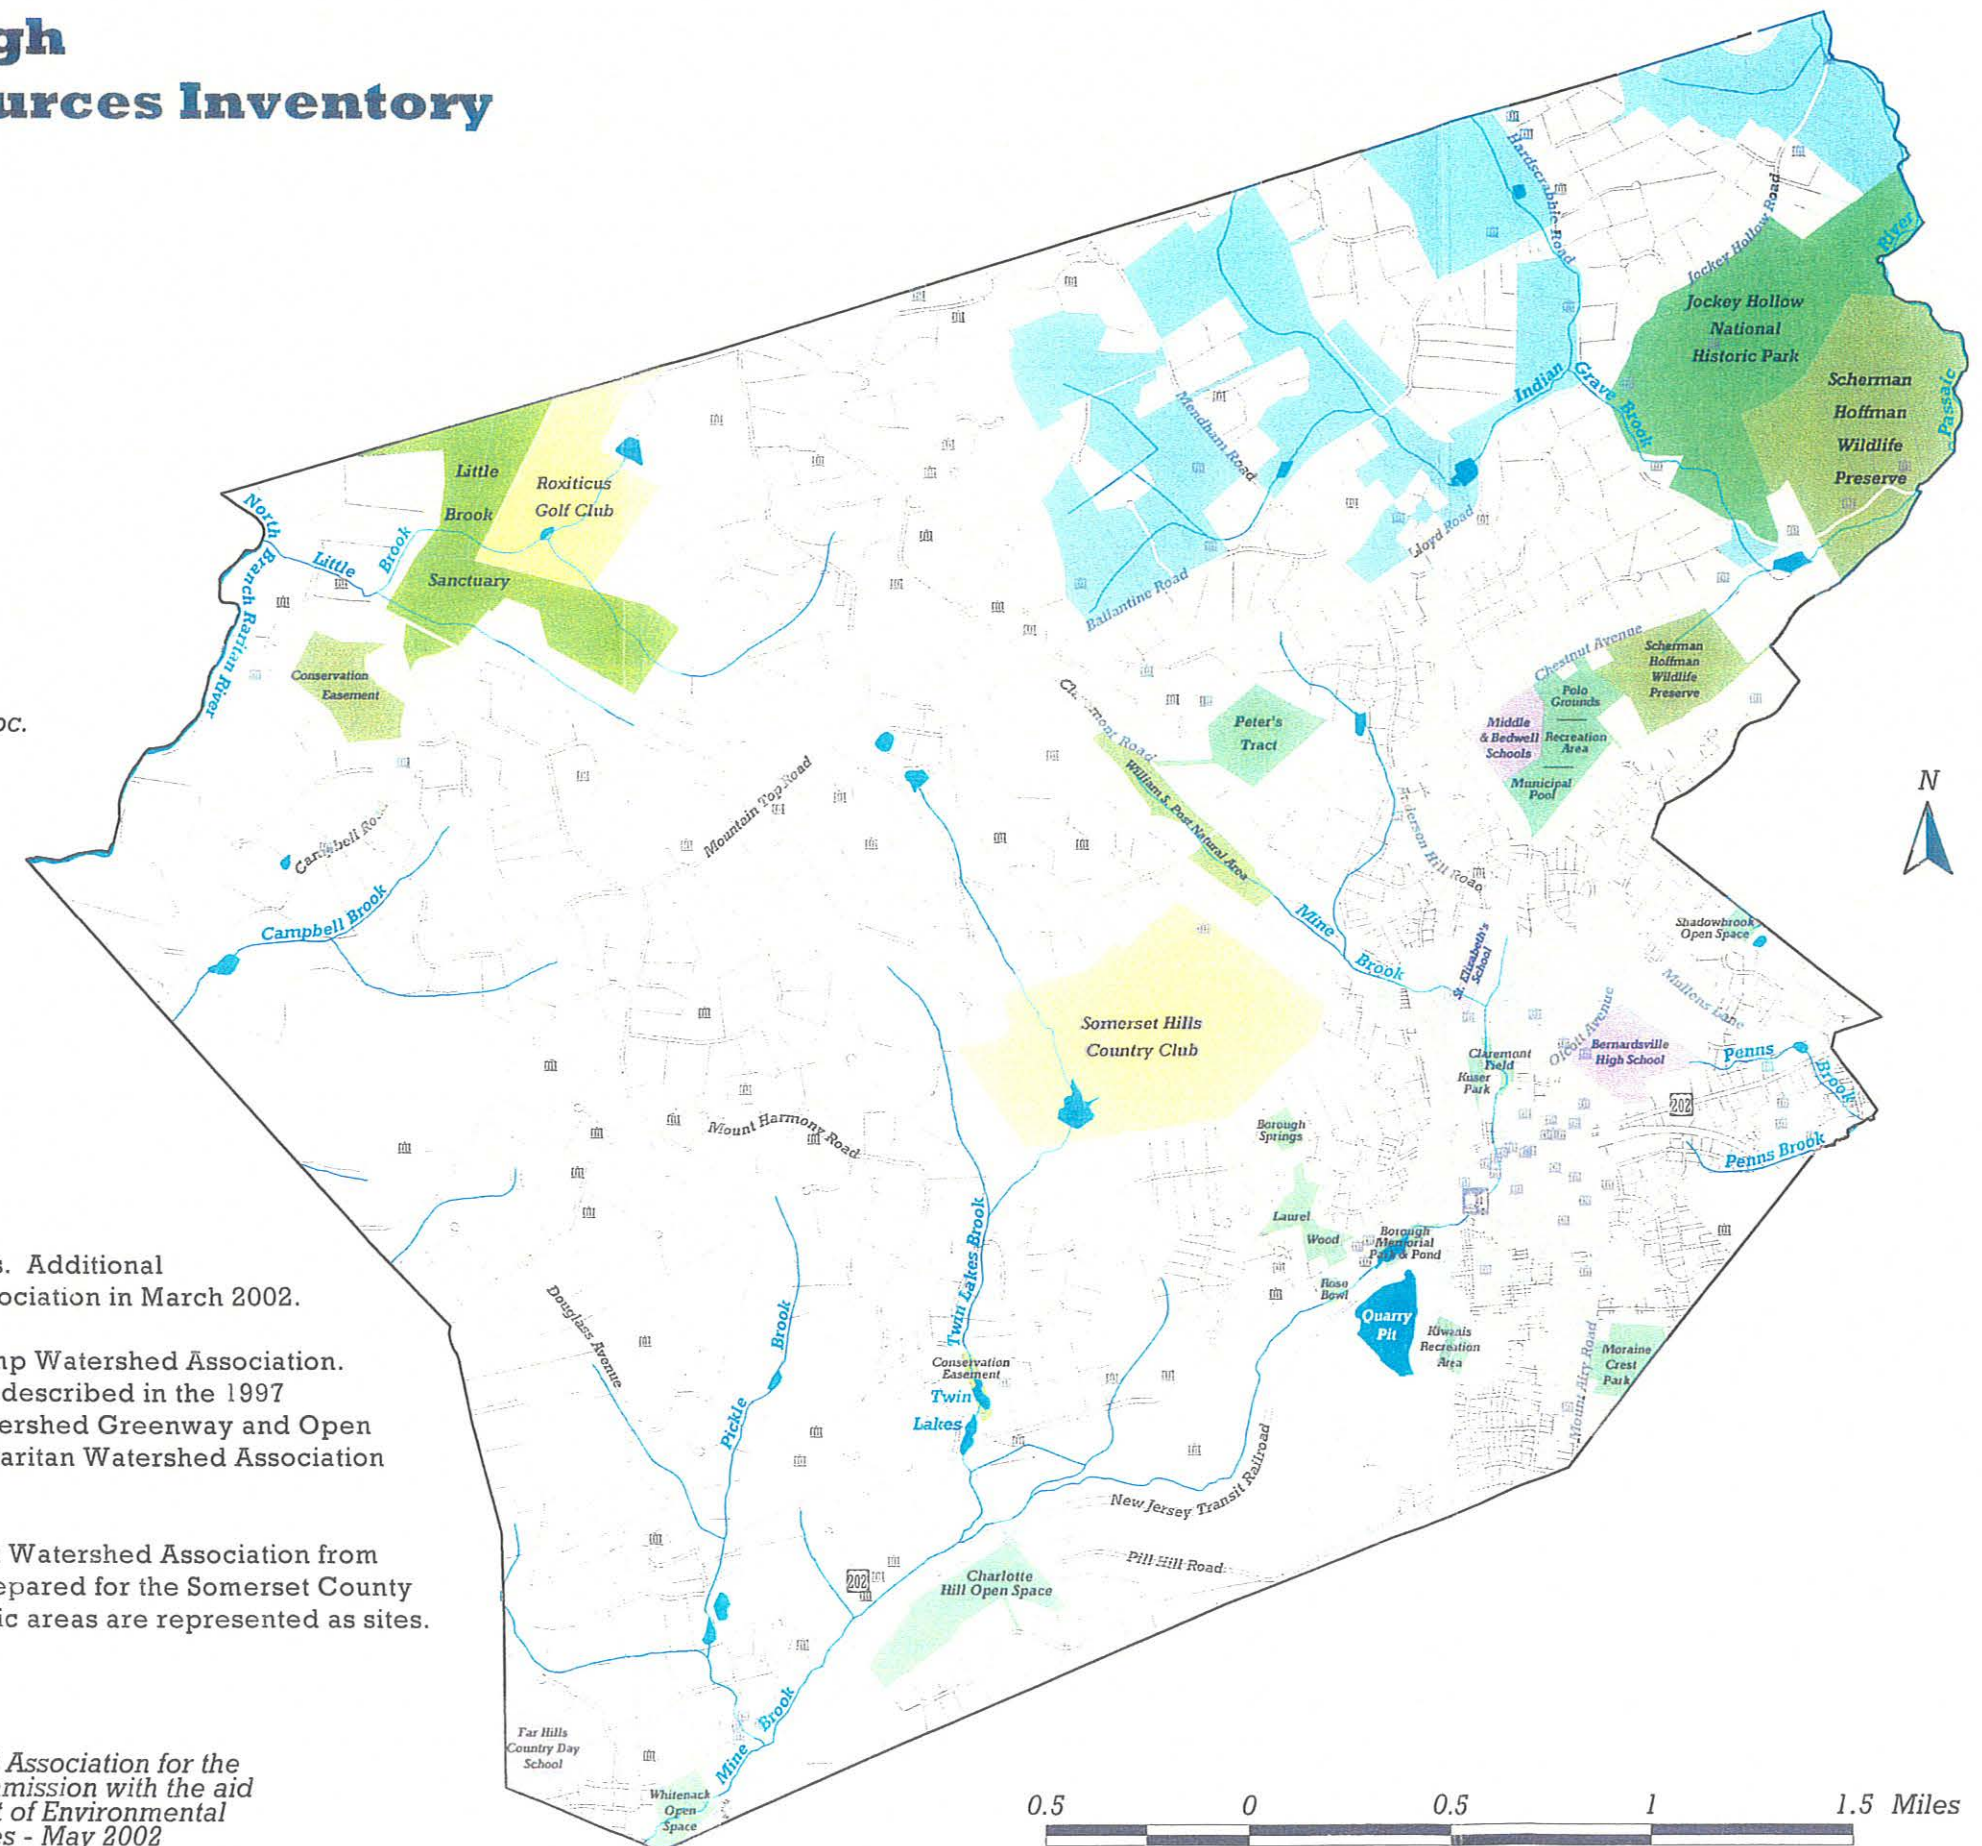 gh
urces Inventory
oc.
s. Additional
ociation in March 2002.
mp Watershed Association.
described in the 1997
ershed Greenway and Open
aritan Watershed Association
Watershed Association from
epared for the Somerset County
ic areas are represented as sites.
Association for the
mmission with the aid
t of Environmental
es - May 2002
Hardscrabble Road
Jockey Hollow Road
River
Jockey Hollow
National
Historic Park
Scherman
Hoffman
Wildlife
Preserve
Passaic
Indian
Grave Brook
Mendham Road
Lloyd Road
Ballantine Road
Little
Brook
Sanctuary
Roxiticus
Golf Club
North
Branch Raritan River
Little
Brook
Conservation
Easement
Chestnut Avenue
Scherman
Hoffman
Wildlife
Preserve
Polo
Grounds
Recreation
Area
Municipal
Pool
Middle
& Bedwell
Schools
Peter's
Tract
William S. Post Natural Area
Mountain Top Road
N
Campbell Brook
Mine
Brook
St. Elizabeth's
School
Shadowbrook
Open Space
Mullens Lane
Olcott Avenue
Bernardsville
High School
Penns
Brook
202
Penns Brook
Somerset Hills
Country Club
Claremont
Field
Kuser
Park
Borough
Springs
Mount Harmony Road
Laurel
Wood
Borough
Memorial
Park & Pond
Rose
Bowl
Quarry
Pit
Kiwanis
Recreation
Area
Mount Airy Road
Moraine
Crest
Park
Douglass Avenue
Pickle
Brook
Twin Lakes Brook
Conservation
Easement
Twin
Lakes
New Jersey Transit Railroad
Pill Hill Road
202
Charlotte
Hill Open Space
Far Hills
Country Day
School
Mine
Brook
Whitenack
Open
Space
0.5 0 0.5 1 1.5 Miles